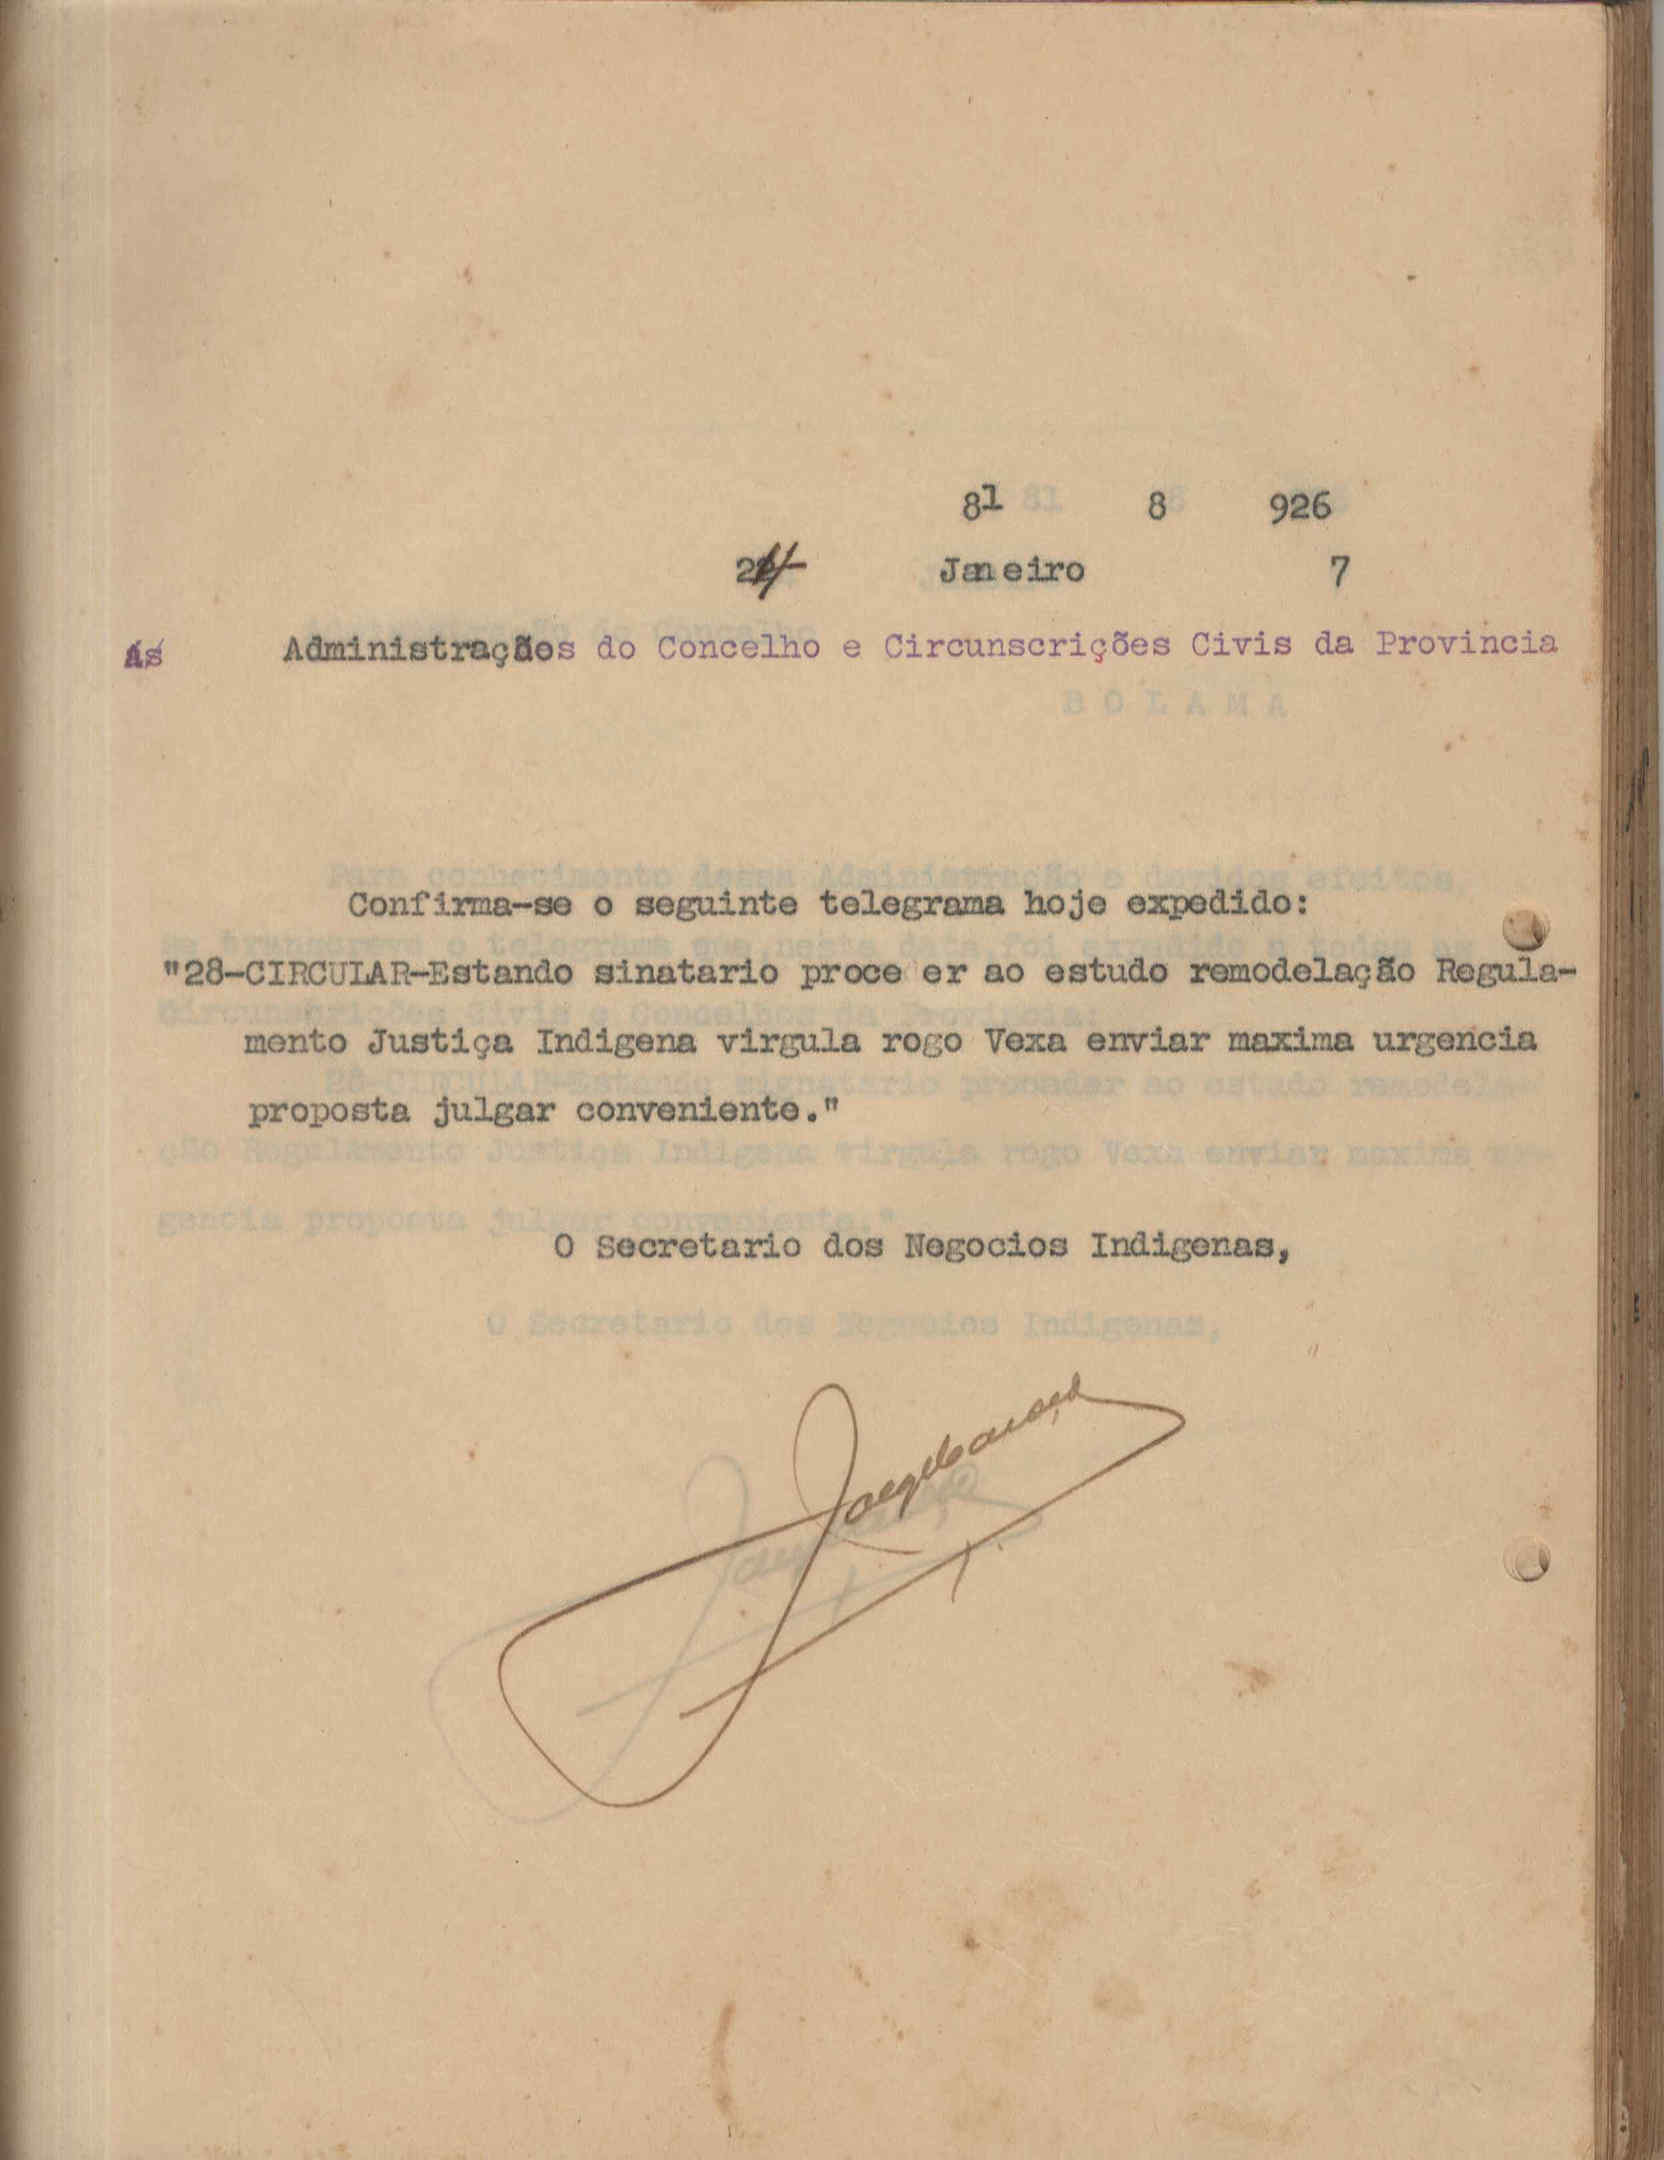 81 8 926
24 Janeiro 7
Ás Administrações do Concelho e Circunscrições Civis da Provincia
BOLAMA
Confirma-se o seguinte telegrama hoje expedido:
"28-CIRCULAR-Estando sinatario proce er ao estudo remodelação Regula-
mento Justiça Indigena virgula rogo Vexa enviar maxima urgencia
proposta julgar conveniente."
O Secretario dos Negocios Indigenas,